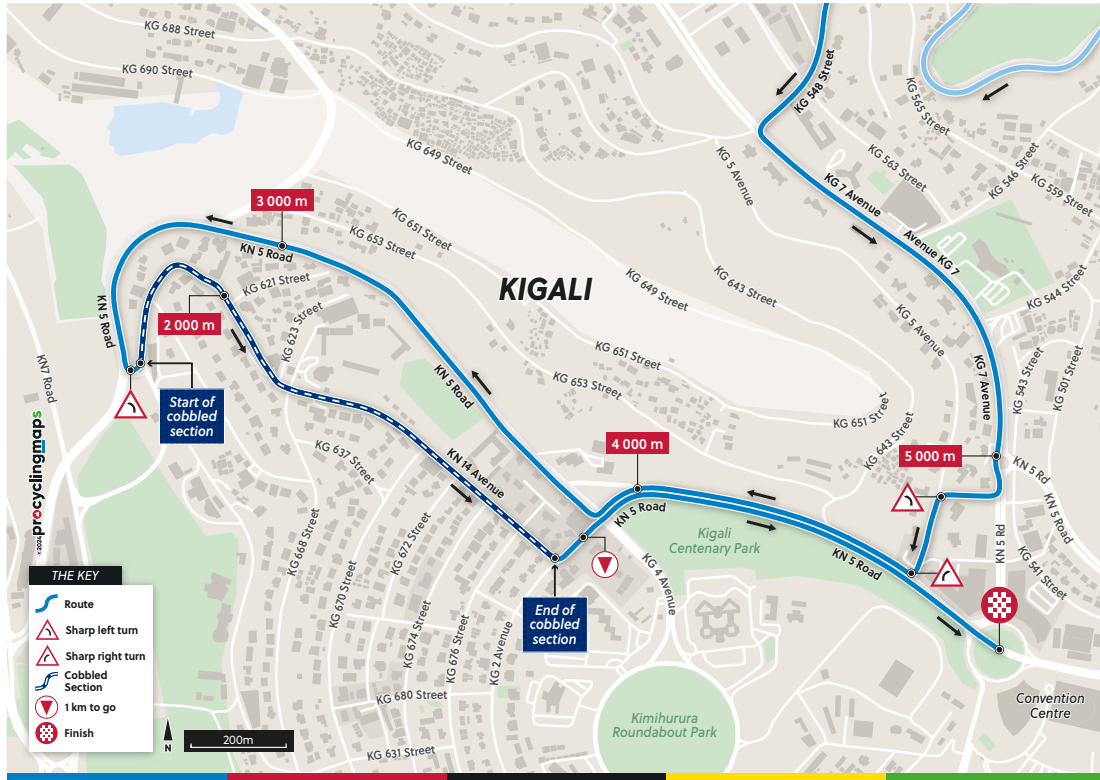 KG 688 Street
KG 690 Street
KG 548 Street
KG 565 Street
KG 649 Street
KG 5 Avenue
KG 563 Street
KG 546 Street
KG 559 Street
KG 7 Avenue
Avenue KG 7
3 000 m
KG 651 Street
KG 653 Street
KN 5 Road
KIGALI
KG 649 Street
KG 643 Street
KG 544 Street
KG 621 Street
2 000 m
KG 623 Street
KN 5 Road
KN7 Road
KG 5 Avenue
KG 7 Avenue
KG 543 Street
KG 501 Street
KG 651 Street
KG 653 Street
KN 5 Road
KG 651 Street
KG 643 Street
Start of
cobbled
section
4 000 m
5 000 m
KN 5 Rd
KN 5 Road
KG 637 Street
KN 14 Avenue
KN 5 Road
Kigali
Centenary Park
KN 5 Road
KN 5 Rd
KG 541 Street
© 2024 procyclingmaps
KG 668 Street
KG 672 Street
KG 670 Street
KG 674 Street
KG 676 Street
KG 2 Avenue
KG 4 Avenue
End of
cobbled
section
KG 680 Street
KG 631 Street
Kimihurura
Roundabout Park
Convention
Centre
THE KEY
Route
Sharp left turn
Sharp right turn
Cobbled
Section
1 km to go
Finish
N
200m